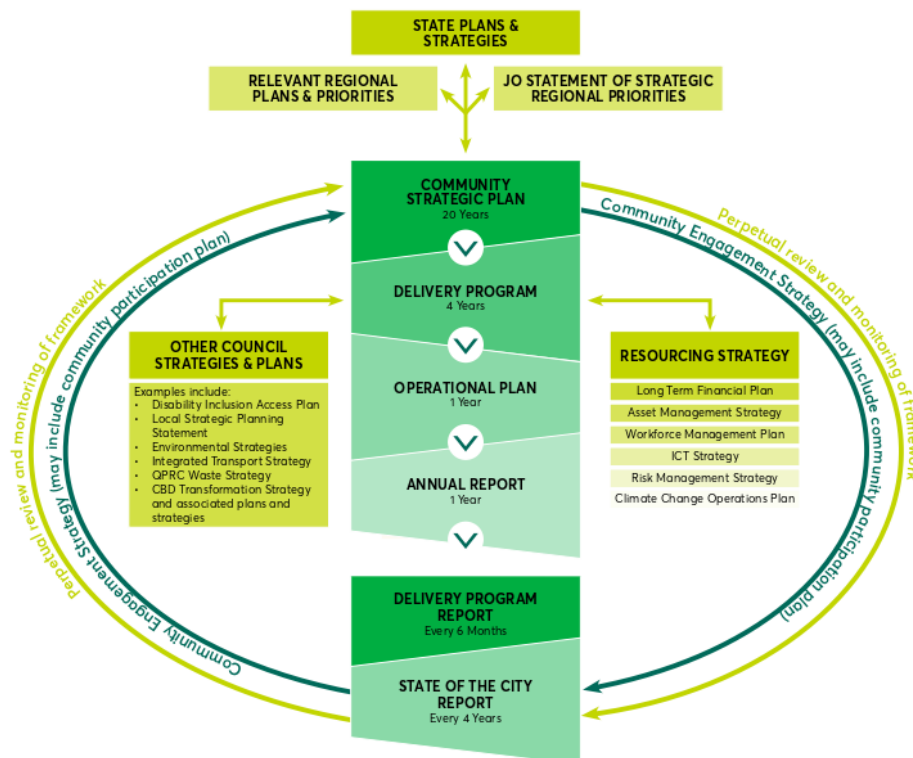 STATE PLANS &
STRATEGIES
RELEVANT REGIONAL
PLANS & PRIORITIES
JO STATEMENT OF STRATEGIC
REGIONAL PRIORITIES
COMMUNITY
STRATEGIC PLAN
20 Years
DELIVERY PROGRAM
4 Years
OPERATIONAL PLAN
1 Year
ANNUAL REPORT
1 Year
DELIVERY PROGRAM
REPORT
Every 6 Months
STATE OF THE CITY
REPORT
Every 4 Years
OTHER COUNCIL
STRATEGIES & PLANS
Examples include:
• Disability Inclusion Access Plan
• Local Strategic Planning
Statement
• Environmental Strategies
• Integrated Transport Strategy
• QPRC Waste Strategy
• CBD Transformation Strategy
and associated plans and
strategies
RESOURCING STRATEGY
Long Term Financial Plan
Asset Management Strategy
Workforce Management Plan
ICT Strategy
Risk Management Strategy
Climate Change Operations Plan
Perpetual review and monitoring of framework
Community Engagement Strategy (may include community participation plan)
Community Engagement Strategy (may include community participation plan)
Perpetual review and monitoring of framework